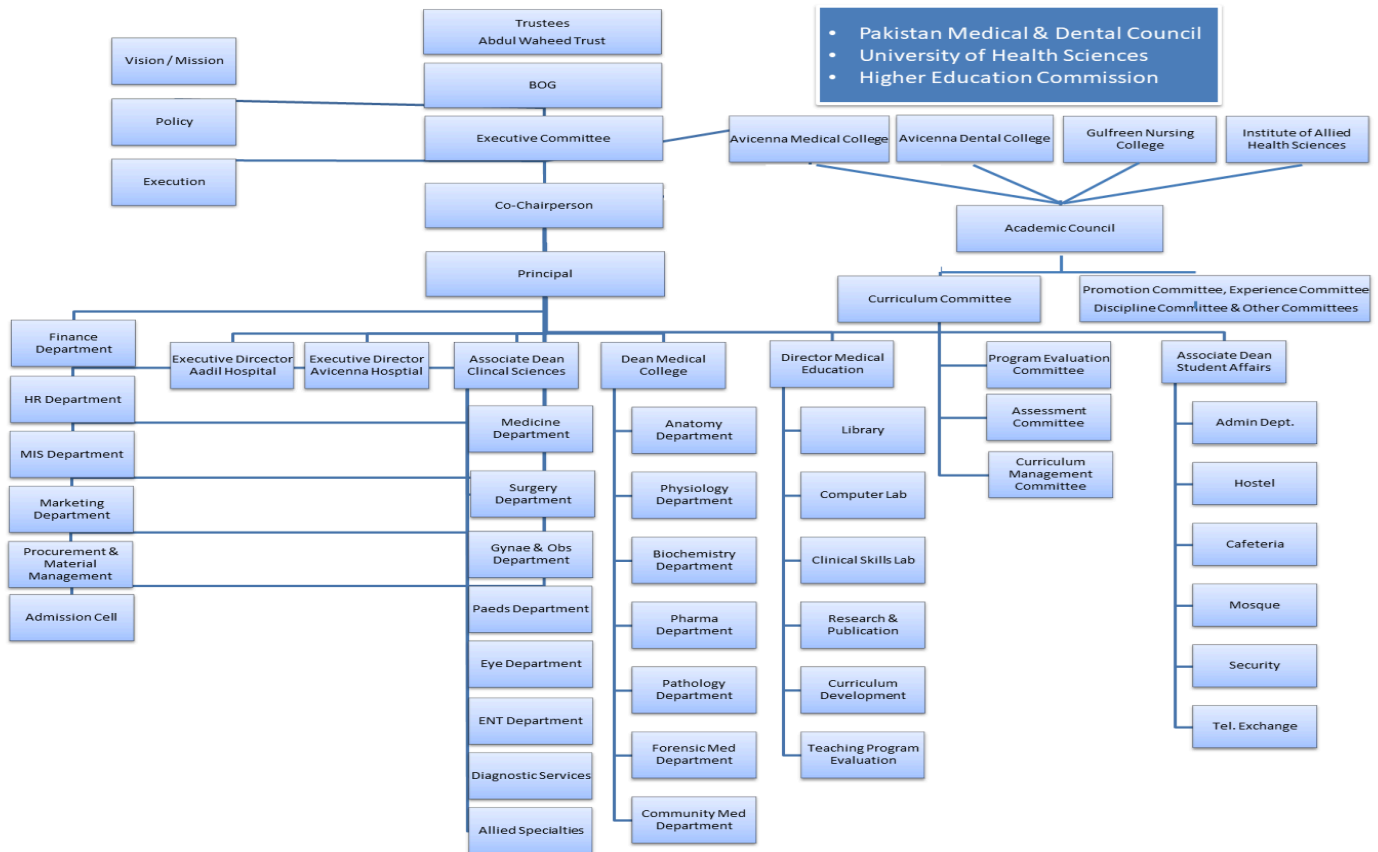 Trustees
Abdul Waheed Trust
• Pakistan Medical & Dental Council
• University of Health Sciences
• Higher Education Commission
Vision / Mission
BOG
Policy
Executive Committee
Avicenna Medical College
Avicenna Dental College
Gulfreen Nursing
College
Institute of Allied
Health Sciences
Execution
Co-Chairperson
Academic Council
Principal
Curriculum Committee
Promotion Committee, Experience Committee
Discipline Committee & Other Committees
Finance
Department
HR Department
MIS Department
Marketing
Department
Procurement &
Material
Management
Admission Cell
Executive Dircector
Aadil Hospital
Executive Director
Avicenna Hosptial
Associate Dean
Clincal Sciences
Medicine
Department
Surgery
Department
Gynae & Obs
Department
Paeds Department
Eye Department
ENT Department
Diagnostic Services
Allied Specialties
Dean Medical
College
Anatomy
Department
Physiology
Department
Biochemistry
Department
Pharma
Department
Pathology
Department
Forensic Med
Department
Community Med
Department
Director Medical
Education
Library
Computer Lab
Clinical Skills Lab
Research &
Publication
Curriculum
Development
Teaching Program
Evaluation
Program Evaluation
Committee
Assessment
Committee
Curriculum
Management
Committee
Associate Dean
Student Affairs
Admin Dept.
Hostel
Cafeteria
Mosque
Security
Tel. Exchange